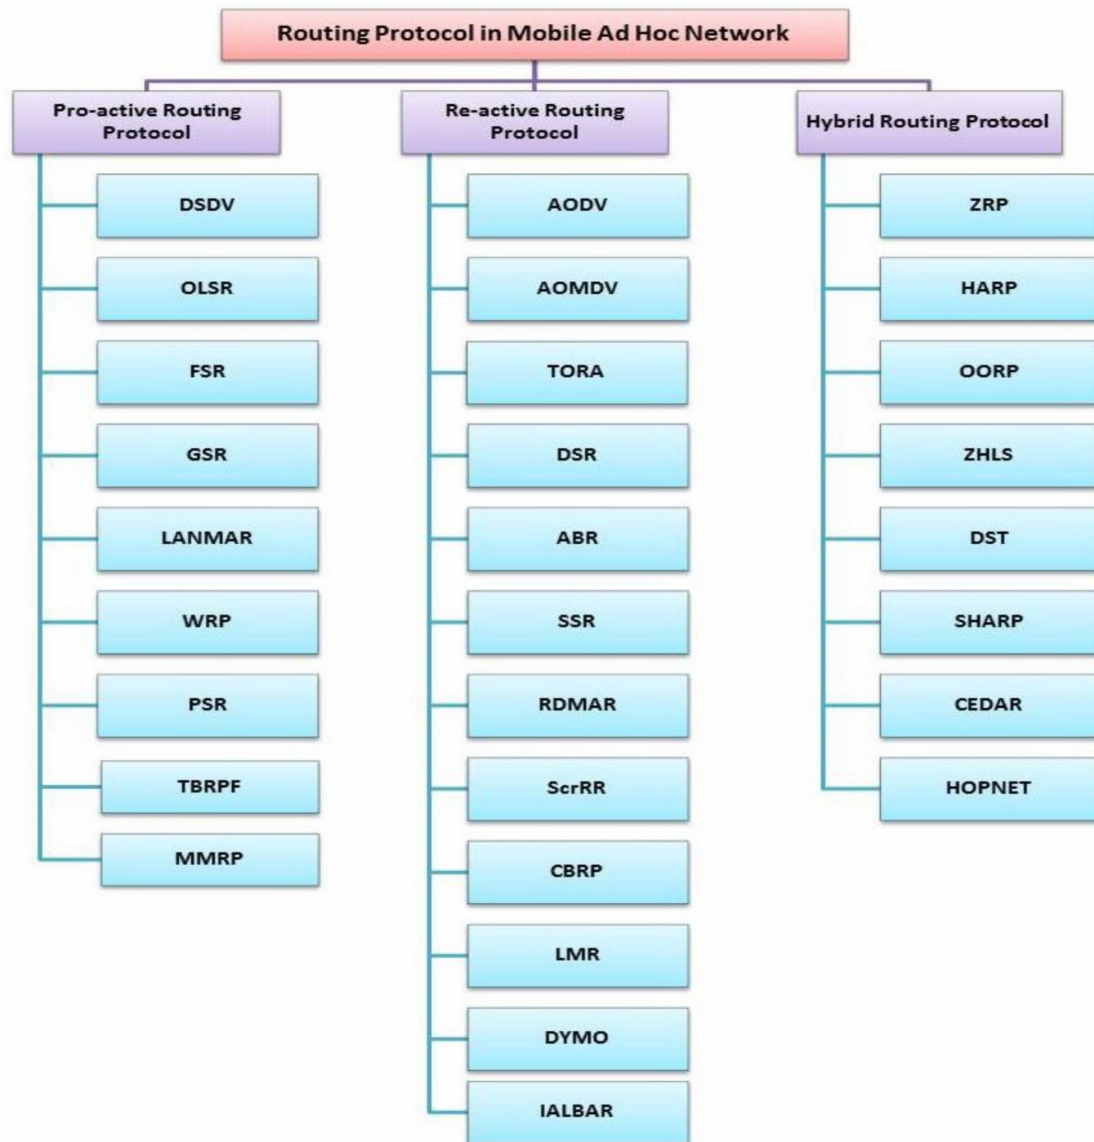 Routing Protocol in Mobile Ad Hoc Network
Pro-active Routing
Protocol
DSDV
OLSR
FSR
GSR
LANMAR
WRP
PSR
TBRPF
MMRP
Re-active Routing
Protocol
AODV
AOMDV
TORA
DSR
ABR
SSR
RDMAR
ScrRR
CBRP
LMR
DYMO
IALBAR
Hybrid Routing Protocol
ZRP
HARP
OORP
ZHLS
DST
SHARP
CEDAR
HOPNET